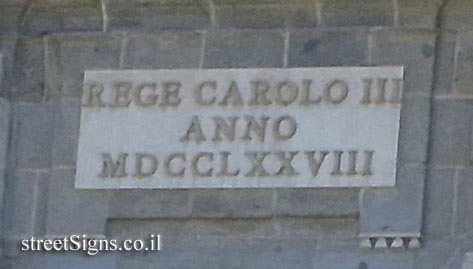 REGE CAROLO III
ANNO
MDCCLXXVIII
streetSigns.co.il